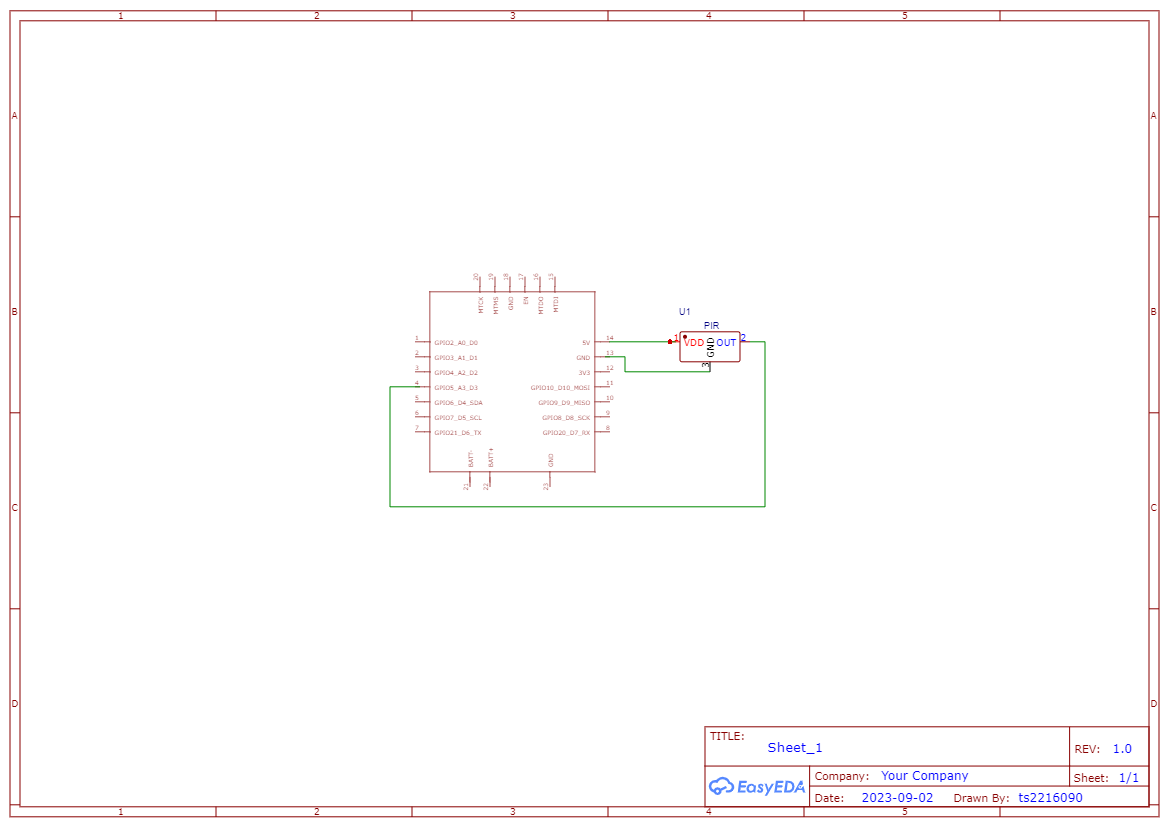 1 2 3 4 5
A A
20 19 18 17 16 15
MTCK MTMS GND EN MTDO MTDI
B B
U1
PIR
1 GPIO2_A0_D0 5V 14 1 VDD GND OUT 2
2 GPIO3_A1_D1 GND 13
3
3 GPIO4_A2_D2 3V3 12
4 GPIO5_A3_D3 GPIO10_D10_MOSI 11
5 GPIO6_D4_SDA GPIO9_D9_MISO 10
6 GPIO7_D5_SCL GPIO8_D8_SCK 9
7 GPIO21_D6_TX GPIO20_D7_RX 8
BATT- BATT+ GND
21 22 23
C C
D D
TITLE:
Sheet_1
REV: 1.0
EasyEDA
Company: Your Company
Sheet: 1/1
Date: 2023-09-02 Drawn By: ts2216090
1 2 3 4 5